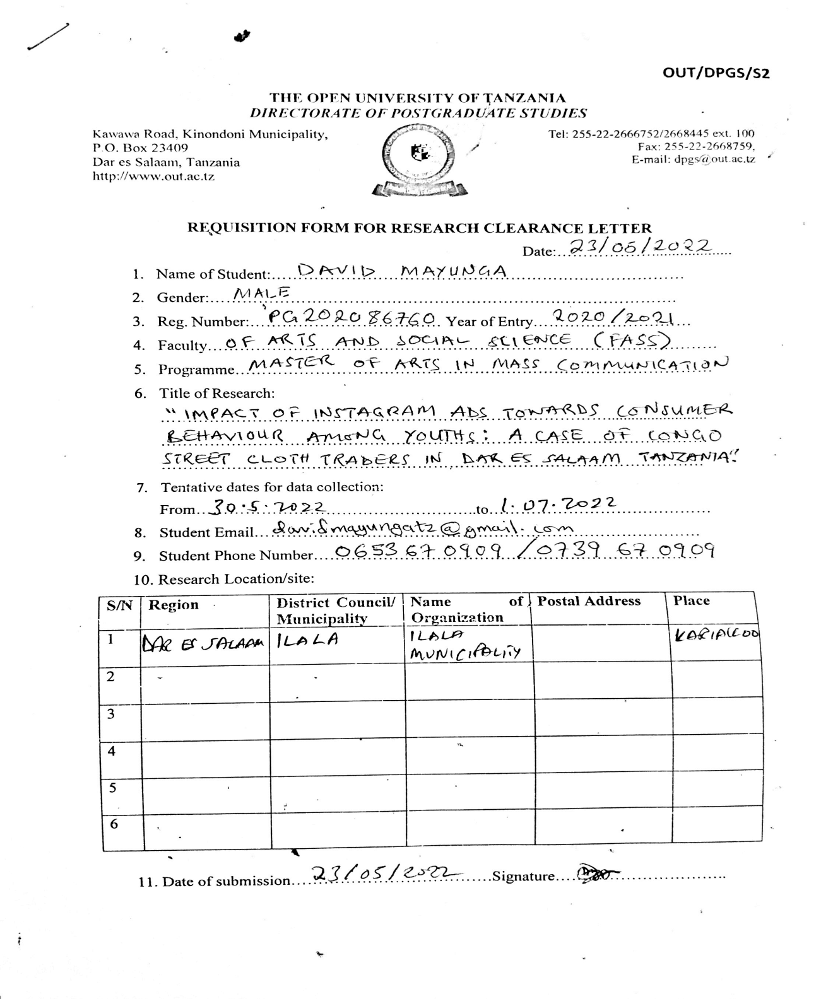 OUT/DPGS/S2
THE OPEN UNIVERSITY OF TANZANIA
DIRECTORATE OF POSTGRADUATE STUDIES
Kawawa Road, Kinondoni Municipality,
P.O. Box 23409
Dar es Salaam, Tanzania
http://www.out.ac.tz
Tel: 255-22-2666752/2668445 ext. 100
Fax: 255-22-2668759,
E-mail: dpgs@out.ac.tz
REQUISITION FORM FOR RESEARCH CLEARANCE LETTER
Date: 23/05/2022
1. Name of Student: DAVID MAYUNGA
2. Gender: MALE
3. Reg. Number: PG202086760 Year of Entry 2020/2021
4. Faculty OF ARTS AND SOCIAL SCIENCE (FASS)
5. Programme MASTER OF ARTS IN MASS COMMUNICATION
6. Title of Research:
"IMPACT OF INSTAGRAM ADS TOWARDS CONSUMER
BEHAVIOUR AMONG YOUTHS: A CASE OF CONGO
STREET CLOTH TRADERS IN DAR ES SALAAM TANZANIA"
7. Tentative dates for data collection:
From 30.5.2022 to 1.07.2022
8. Student Email davidmayungatz@gmail.com
9. Student Phone Number 0653 67 0909 /0739 67 0909
10. Research Location/site:
S/N Region District Council/ Municipality Name of Organization Postal Address Place
1 DAR ES SALAAM ILALA ILALA MUNICIPALITY KARIAKOO
2
3
4
5
6
11. Date of submission 23/05/2022 Signature